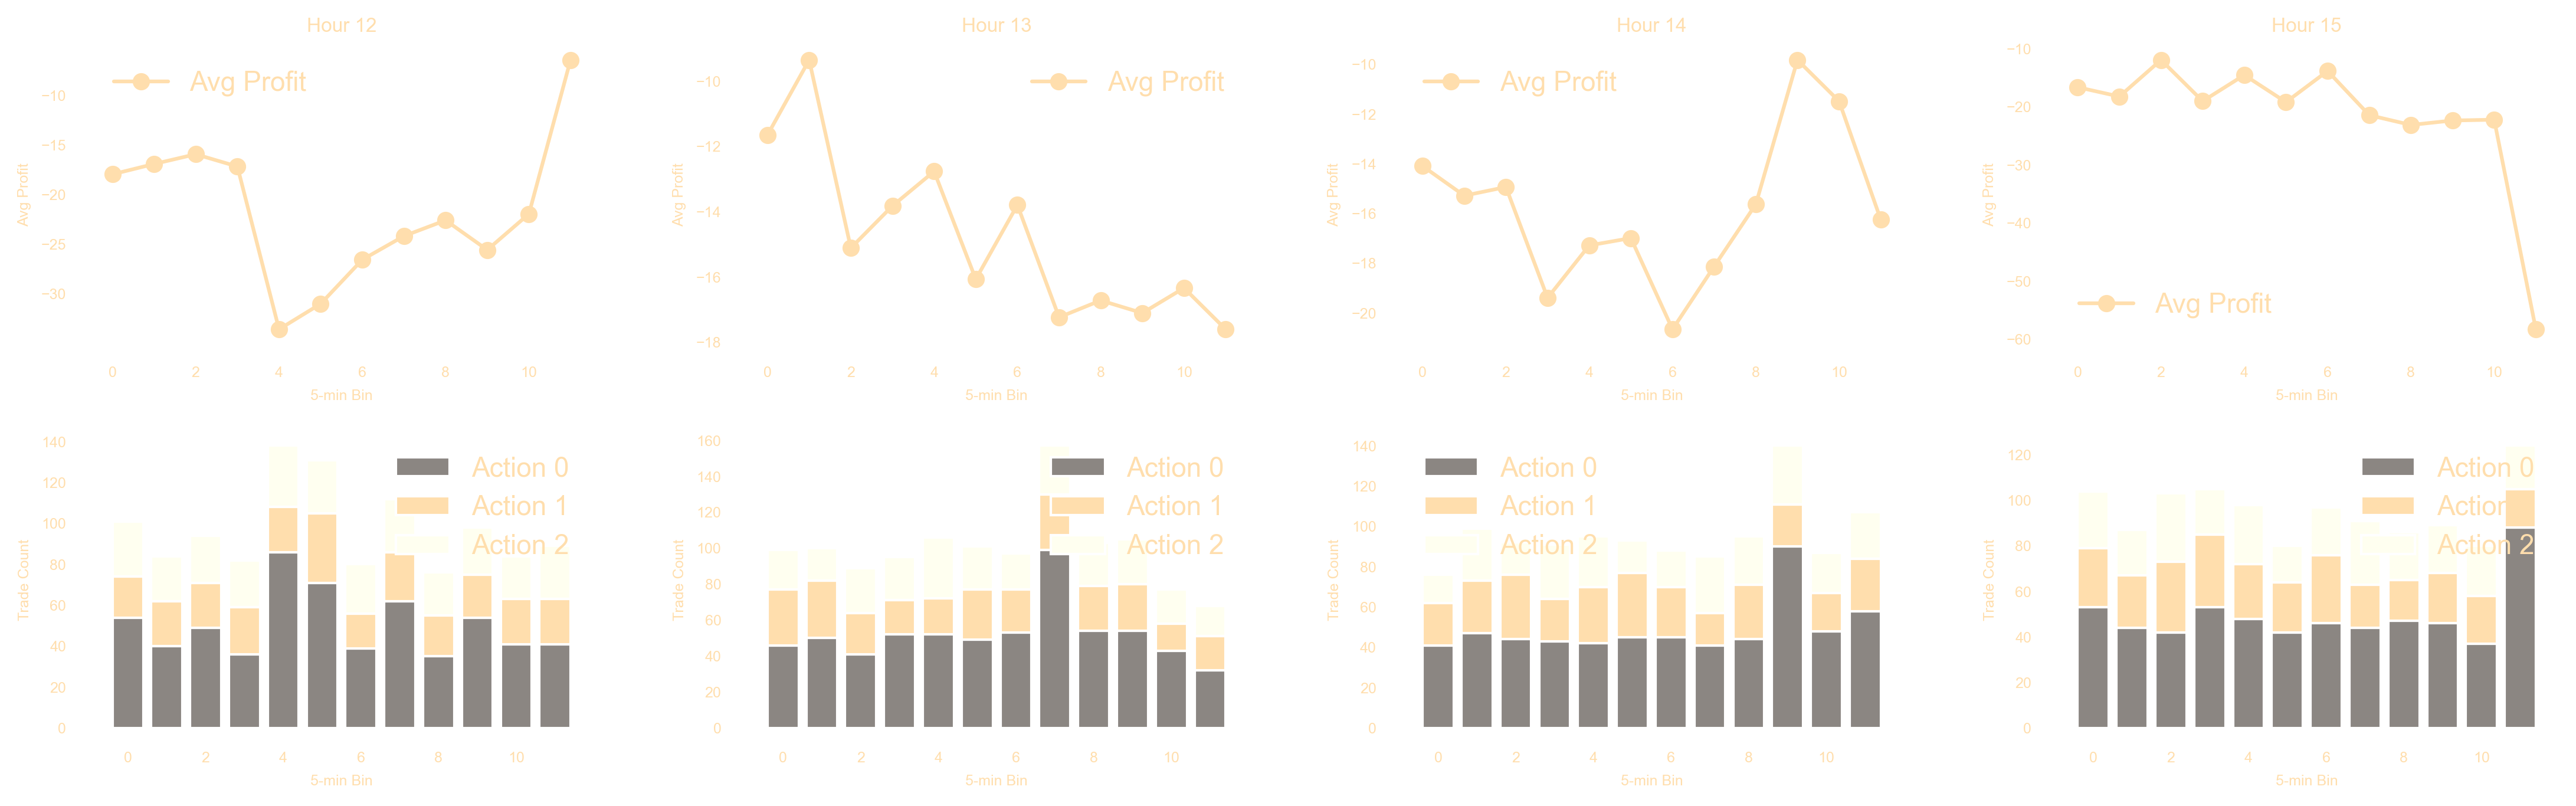 Hour 12
Avg Profit
−10
−15
−20
−25
−30
Avg Profit
0 2 4 6 8 10
5-min Bin
Hour 13
Avg Profit
−10
−12
−14
−16
−18
Avg Profit
0 2 4 6 8 10
5-min Bin
Hour 14
Avg Profit
−10
−12
−14
−16
−18
−20
Avg Profit
0 2 4 6 8 10
5-min Bin
Hour 15
−10
−20
−30
−40
−50
−60
Avg Profit
Avg Profit
0 2 4 6 8 10
5-min Bin
140
120
100
80
60
40
20
0
Trade Count
Action 0
Action 1
Action 2
0 2 4 6 8 10
5-min Bin
160
140
120
100
80
60
40
20
0
Trade Count
Action 0
Action 1
Action 2
0 2 4 6 8 10
5-min Bin
140
120
100
80
60
40
20
0
Trade Count
Action 0
Action 1
Action 2
0 2 4 6 8 10
5-min Bin
120
100
80
60
40
20
0
Trade Count
Action 0
Action
Action 2
0 2 4 6 8 10
5-min Bin